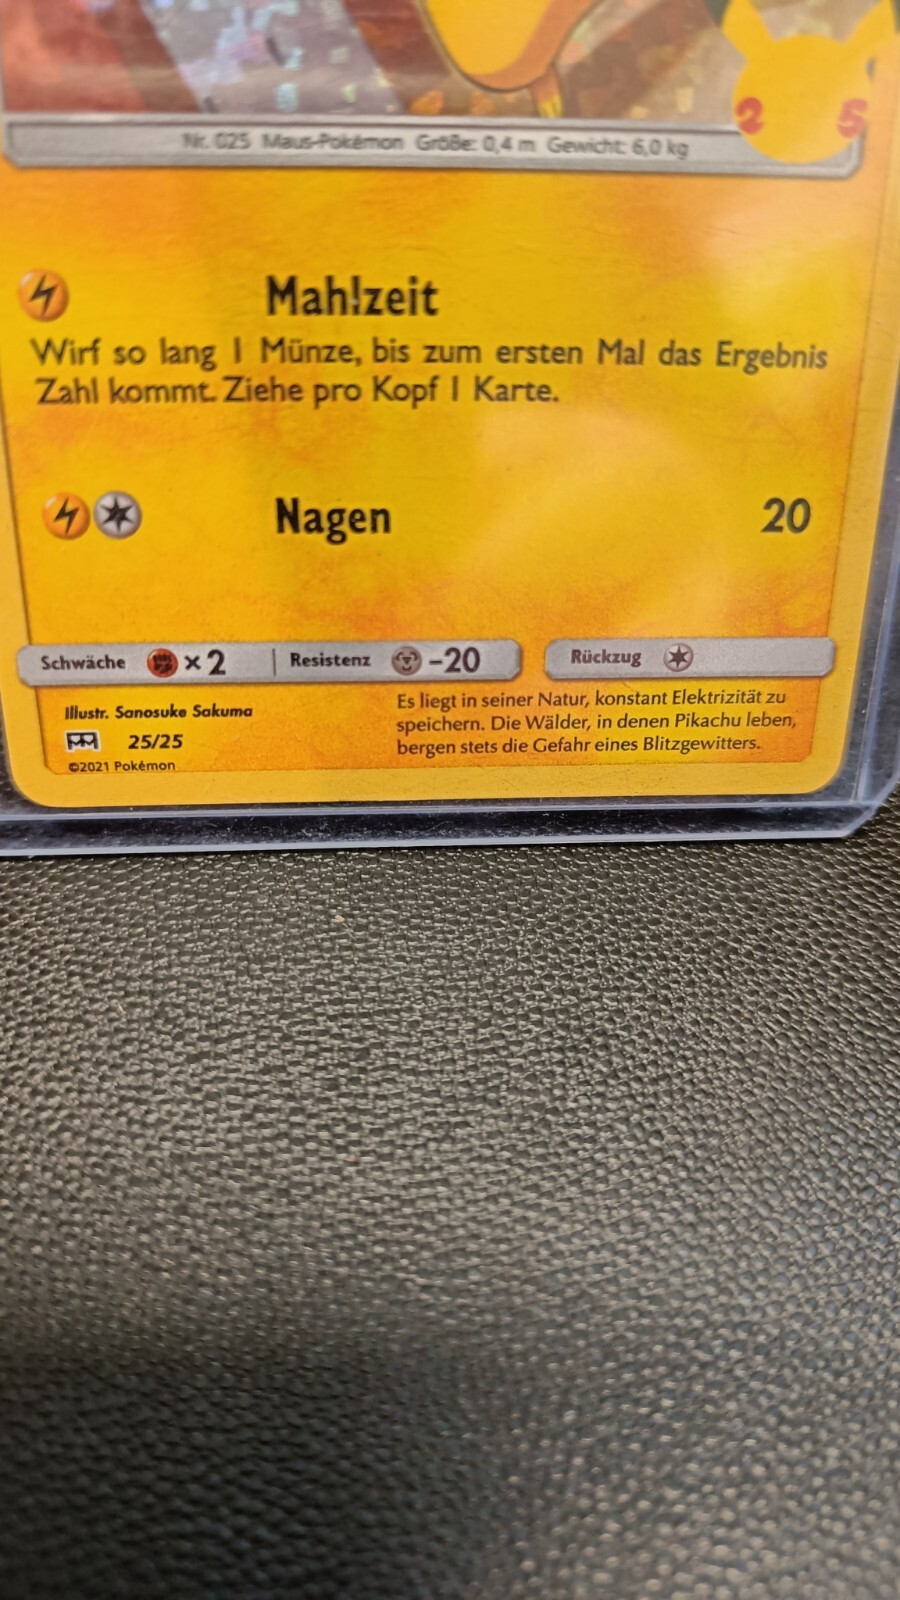 25
Nr. 025 Maus-Pokémon Größe: 0,4 m Gewicht: 6,0 kg
Mahlzeit
Wirf so lang 1 Münze, bis zum ersten Mal das Ergebnis
Zahl kommt. Ziehe pro Kopf 1 Karte.
Nagen 20
Schwäche ×2 Resistenz -20 Rückzug
Illustr. Sanosuke Sakuma
25/25
©2021 Pokémon
Es liegt in seiner Natur, konstant Elektrizität zu
speichern. Die Wälder, in denen Pikachu leben,
bergen stets die Gefahr eines Blitzgewitters.